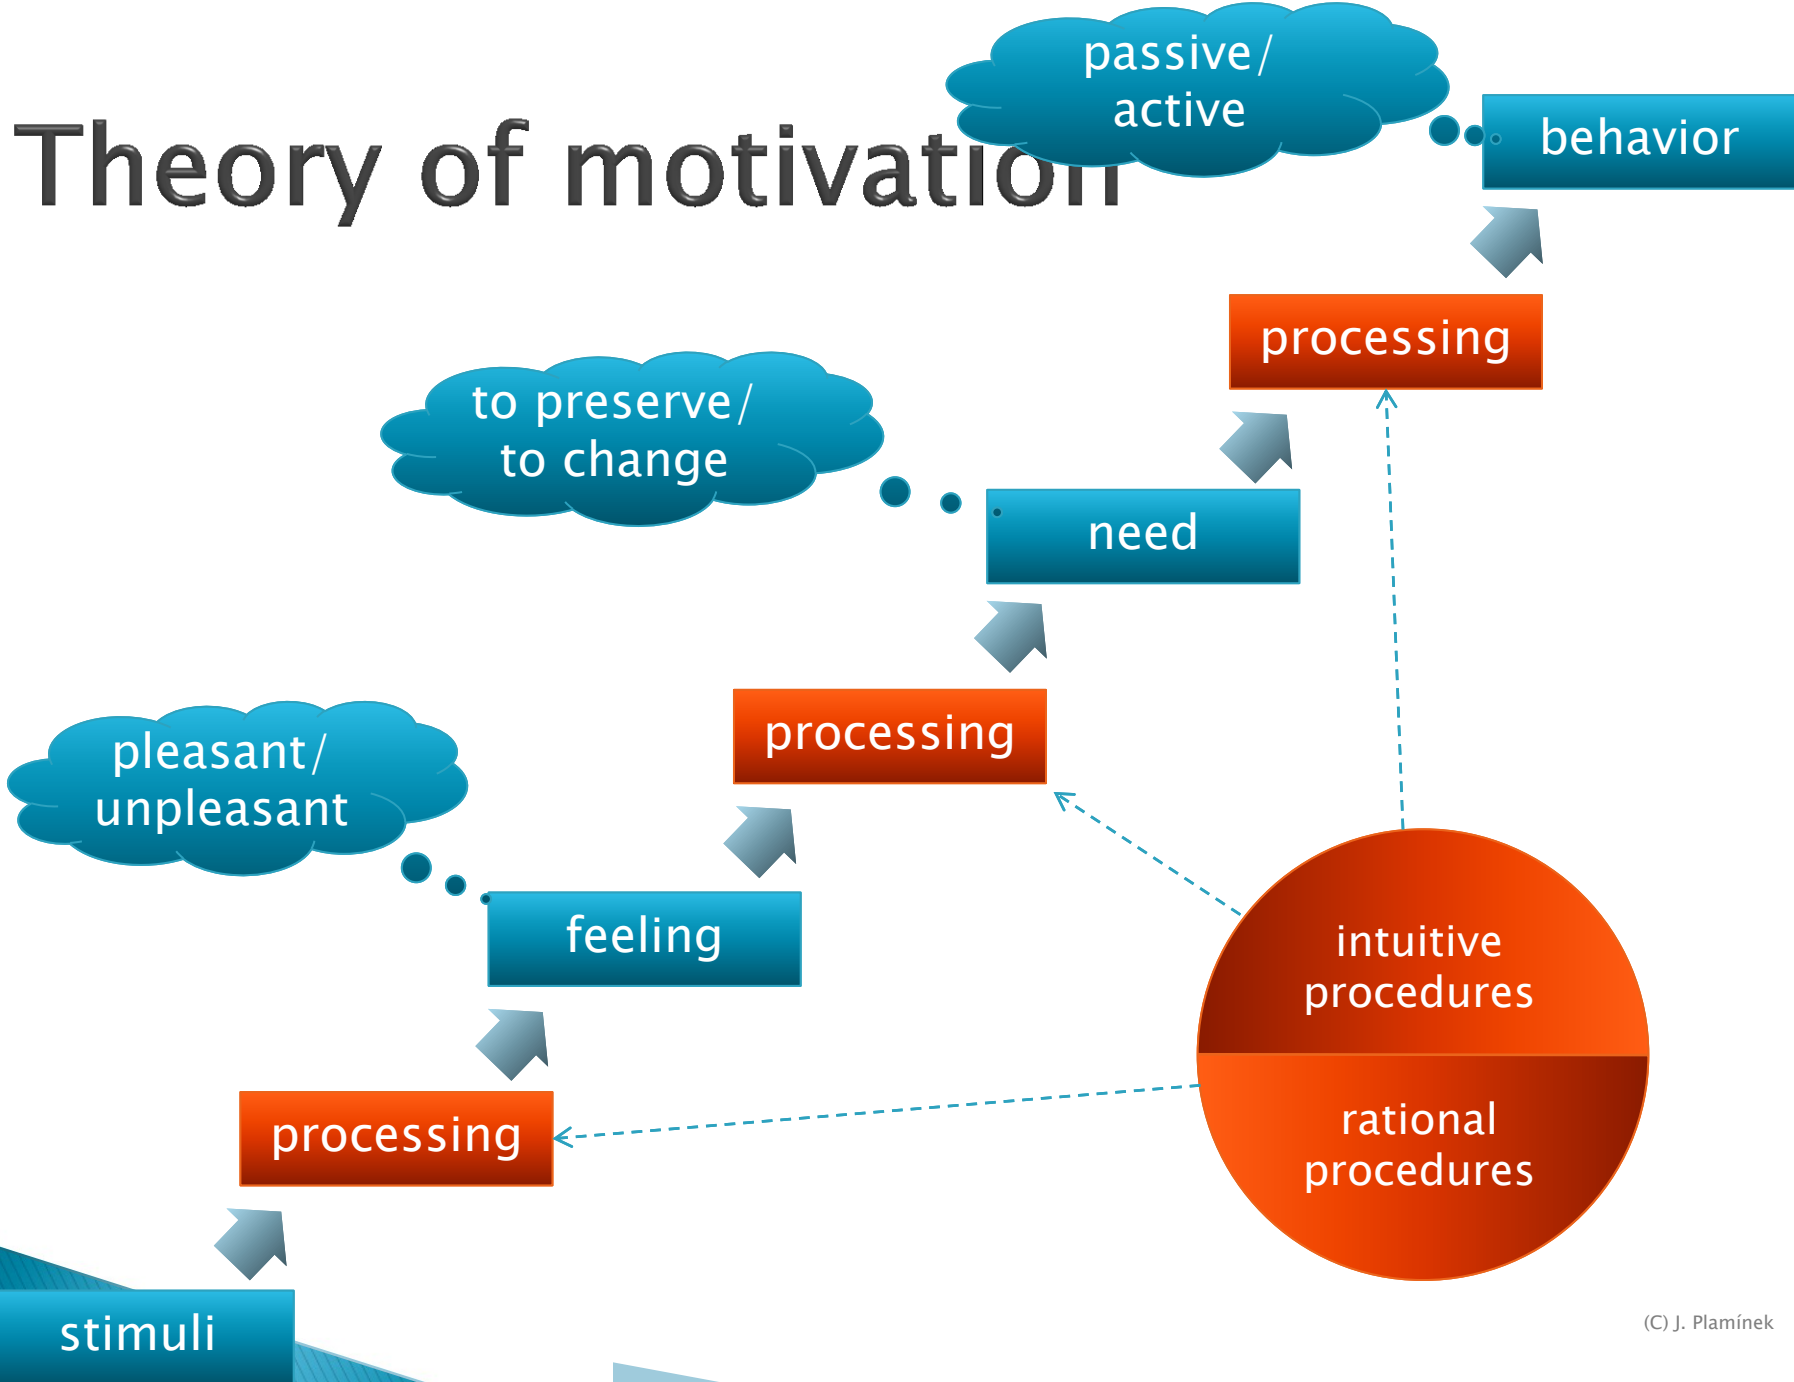 passive/
active
behavior
Theory of motivation
processing
to preserve/
to change
need
processing
pleasant/
unpleasant
feeling
intuitive
procedures
processing
rational
procedures
stimuli
(C) J. Plamínek